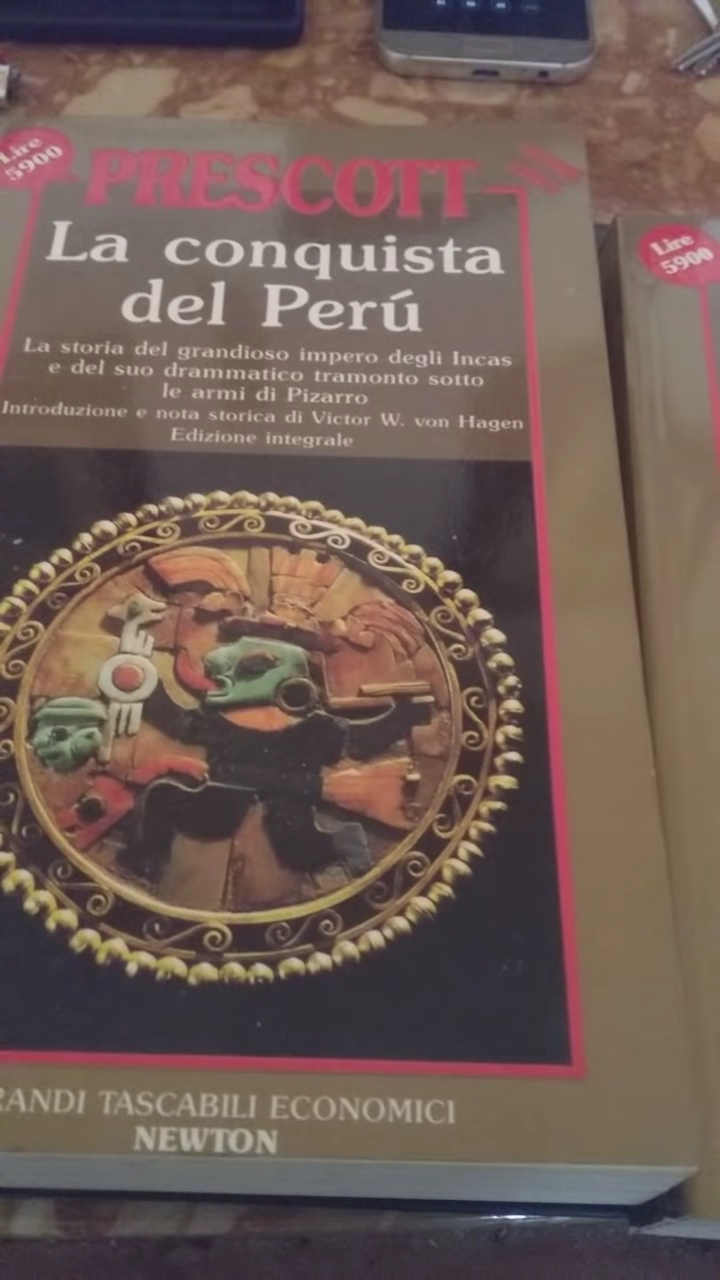 Lire
5900
PRESCOTT
La conquista
del Perú
La storia del grandioso impero degli Incas
e del suo drammatico tramonto sotto
le armi di Pizarro
Introduzione e nota storica di Victor W. von Hagen
Edizione integrale
RANDI TASCABILI ECONOMICI
NEWTON
Lire
5900